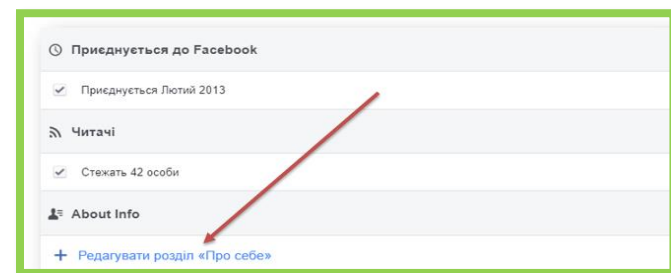 Приєднується до Facebook
Приєднується Лютий 2013
Читачі
Стежать 42 особи
About Info
+ Редагувати розділ «Про себе»